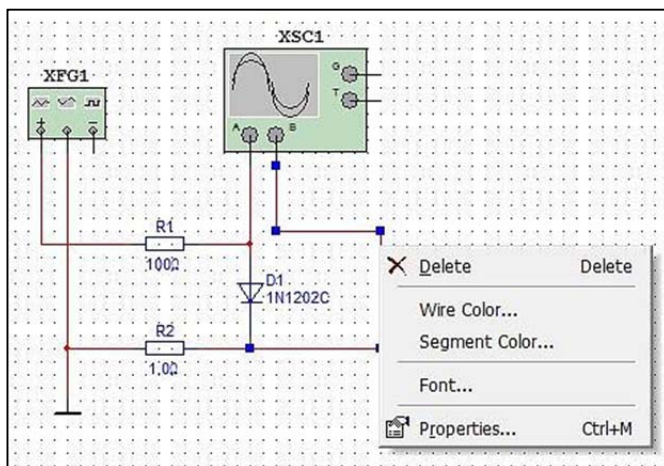 XSC1
XFG1
G
T
A
B
+
−
R1
100Ω
D1
1N1202C
R2
1.0Ω
Delete Delete
Wire Color...
Segment Color...
Font...
Properties... Ctrl+M